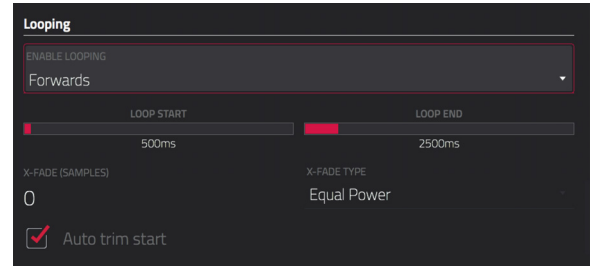 Looping
ENABLE LOOPING
Forwards
LOOP START
LOOP END
500ms
2500ms
X-FADE (SAMPLES)
X-FADE TYPE
0
Equal Power
Auto trim start